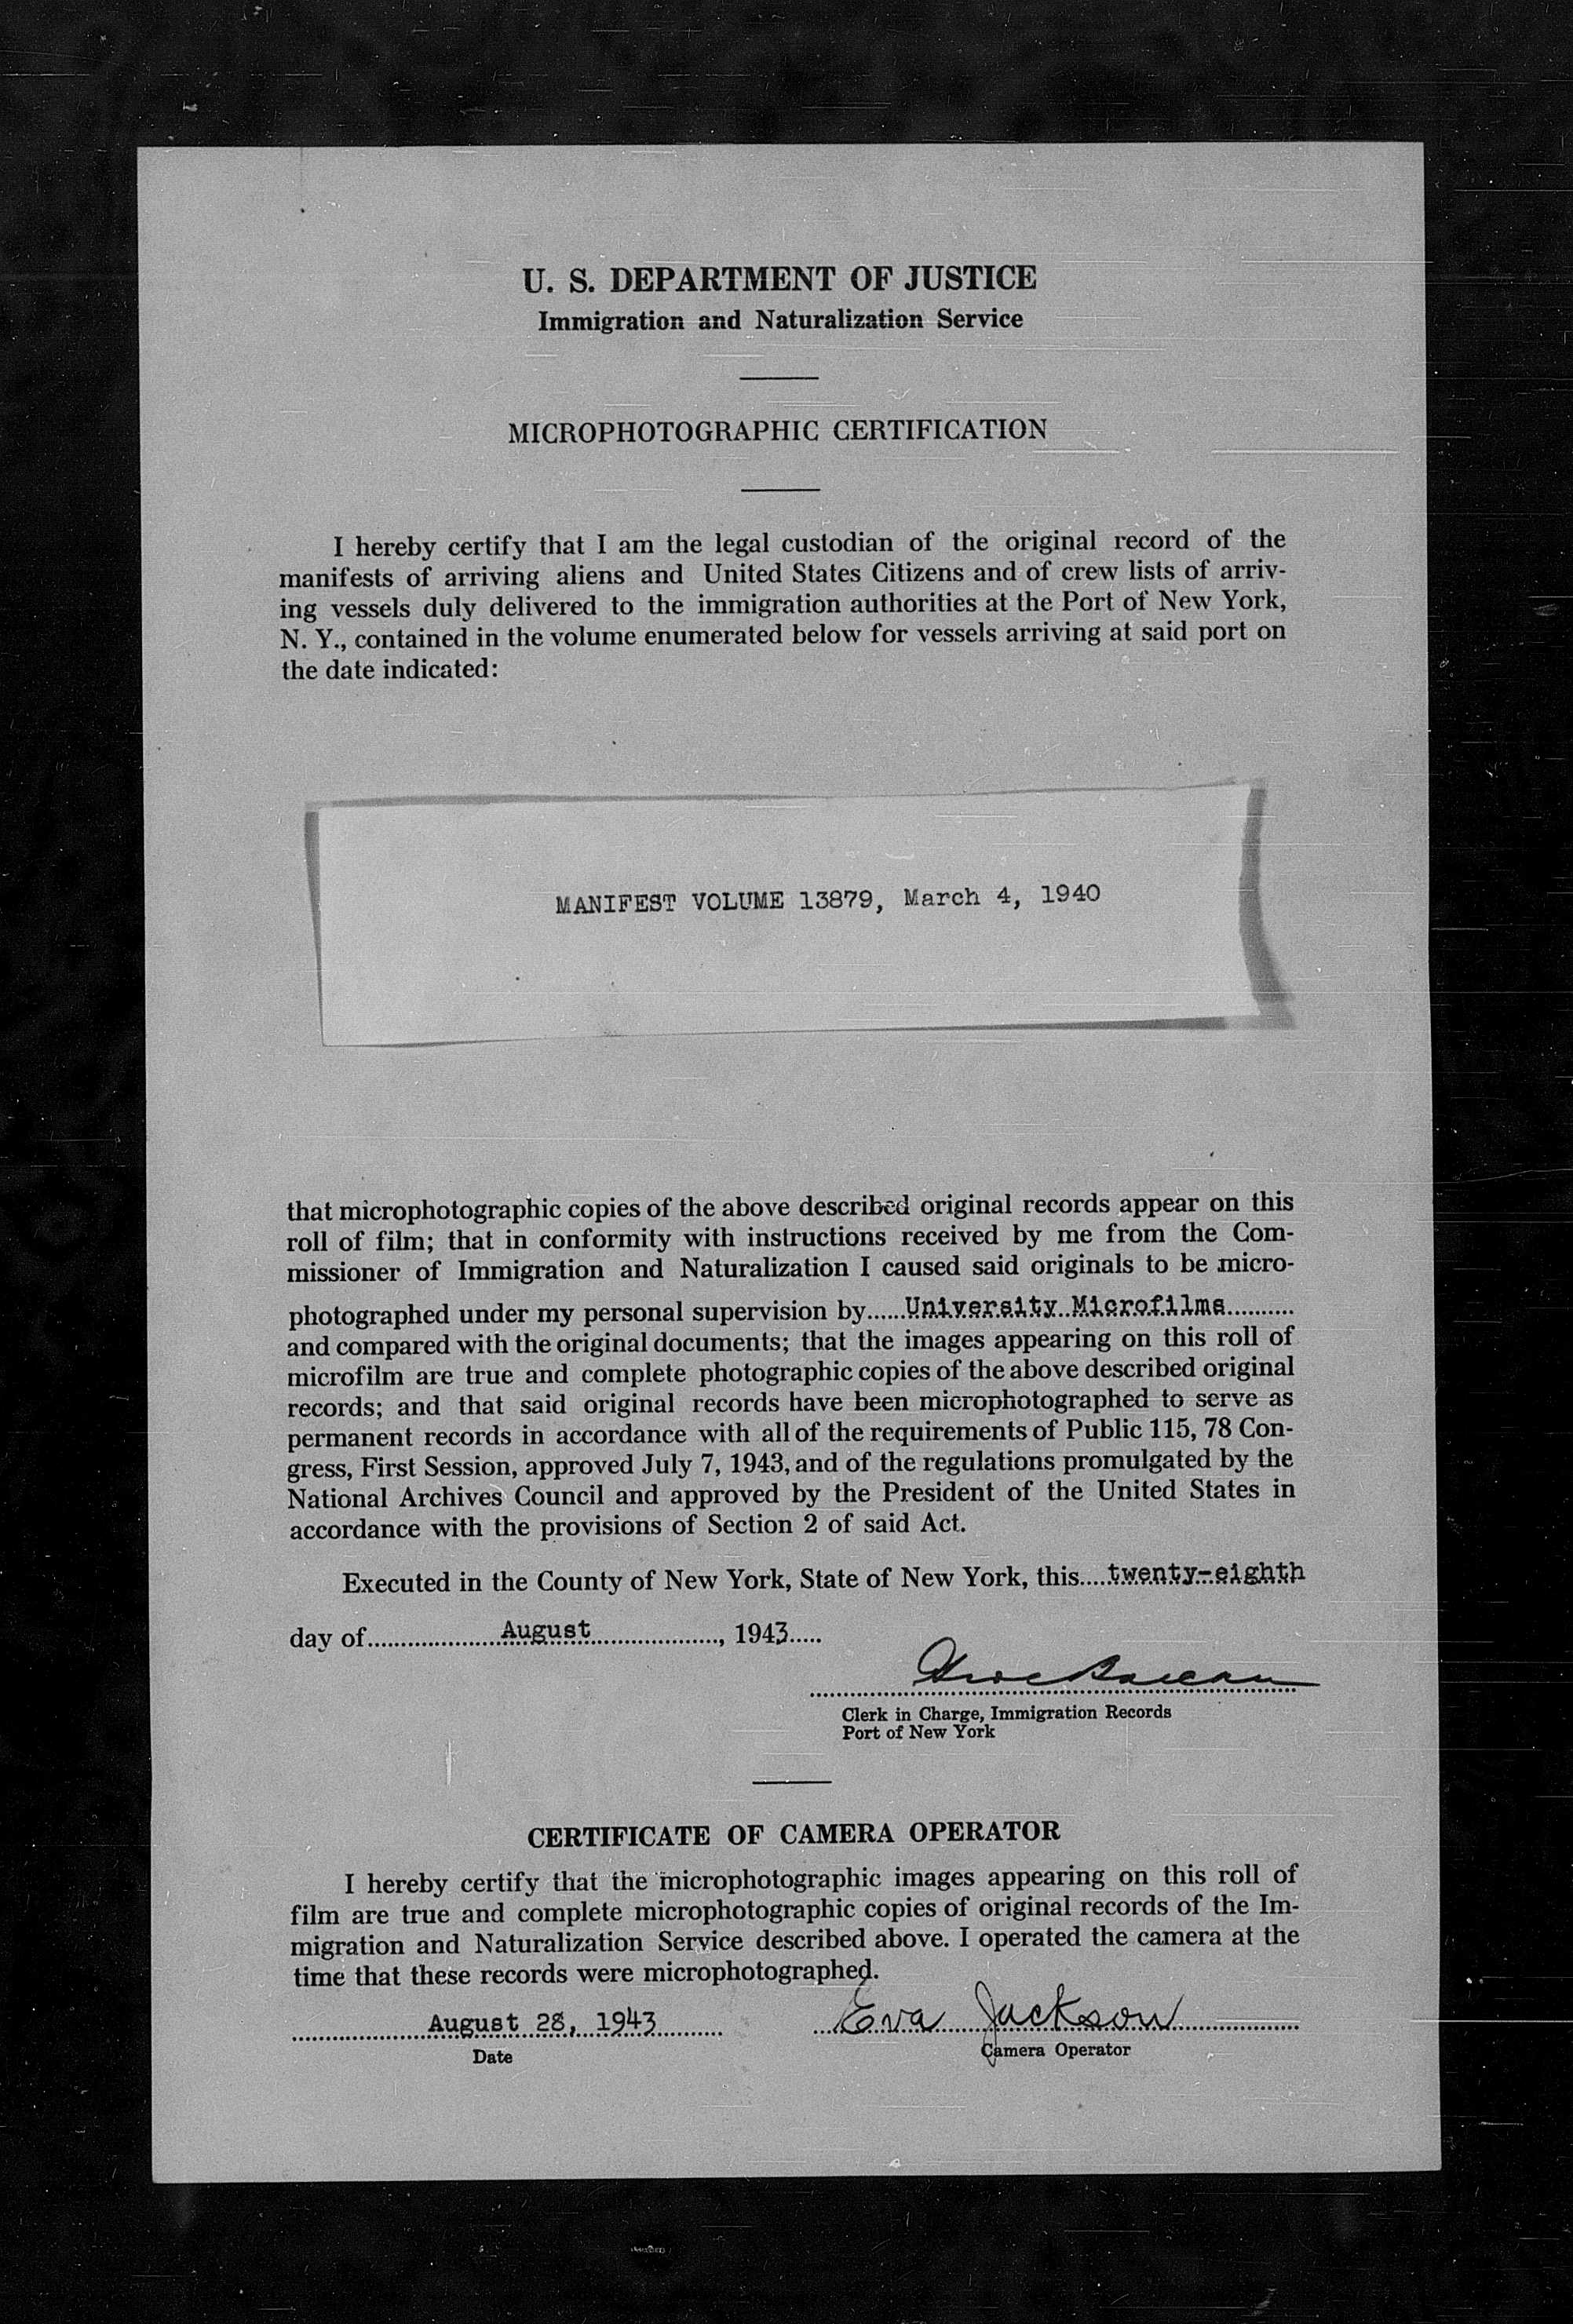 U. S. DEPARTMENT OF JUSTICE
Immigration and Naturalization Service
MICROPHOTOGRAPHIC CERTIFICATION
I hereby certify that I am the legal custodian of the original record of the
manifests of arriving aliens and United States Citizens and of crew lists of arriv-
ing vessels duly delivered to the immigration authorities at the Port of New York,
N. Y., contained in the volume enumerated below for vessels arriving at said port on
the date indicated:
MANIFEST VOLUME 13879, March 4, 1940
that microphotographic copies of the above described original records appear on this
roll of film; that in conformity with instructions received by me from the Com-
missioner of Immigration and Naturalization I caused said originals to be micro-
photographed under my personal supervision by......University Microfilms..........
and compared with the original documents; that the images appearing on this roll of
microfilm are true and complete photographic copies of the above described original
records; and that said original records have been microphotographed to serve as
permanent records in accordance with all of the requirements of Public 115, 78 Con-
gress, First Session, approved July 7, 1943, and of the regulations promulgated by the
National Archives Council and approved by the President of the United States in
accordance with the provisions of Section 2 of said Act.
Executed in the County of New York, State of New York, this....twenty-eighth
day of....................August...................., 1943.....
Clerk in Charge, Immigration Records
Port of New York
CERTIFICATE OF CAMERA OPERATOR
I hereby certify that the microphotographic images appearing on this roll of
film are true and complete microphotographic copies of original records of the Im-
migration and Naturalization Service described above. I operated the camera at the
time that these records were microphotographed.
August 28, 1943 Eva Jackson
Date Camera Operator